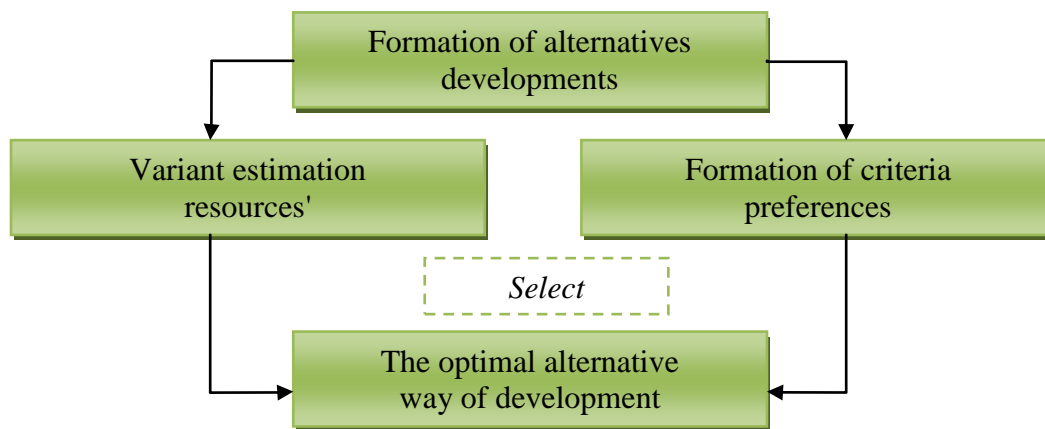 Formation of alternatives
developments
Variant estimation
resources'
Formation of criteria
preferences
Select
The optimal alternative
way of development